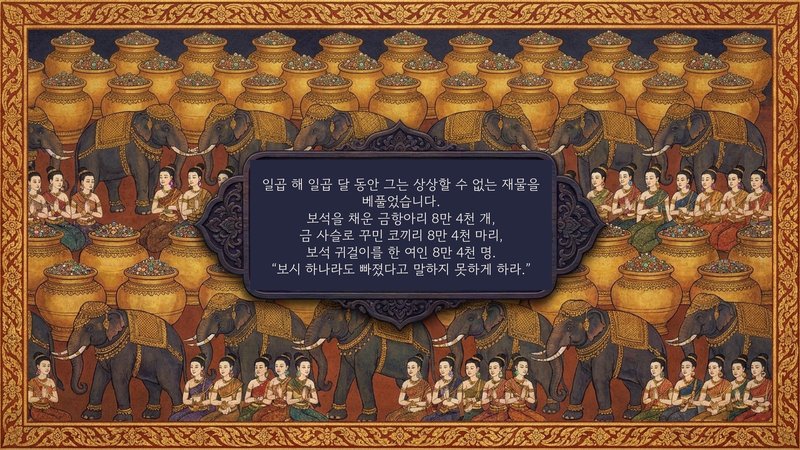 일곱 해 일곱 달 동안 그는 상상할 수 없는 재물을
베풀었습니다.
보석을 채운 금항아리 8만 4천 개,
금 사슬로 꾸민 코끼리 8만 4천 마리,
보석 귀걸이를 한 여인 8만 4천 명.
“보시 하나라도 빠졌다고 말하지 못하게 하라.”